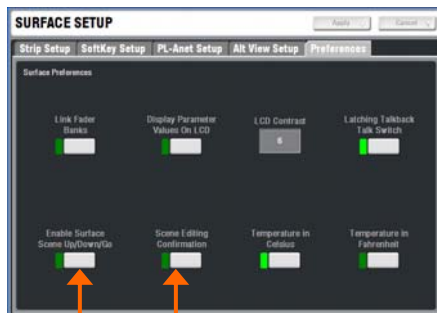 SURFACE SETUP
Apply Cancel
Strip Setup SoftKey Setup PL-Anet Setup Alt View Setup Preferences
Surface Preferences
Link Fader Banks
Display Parameter Values On LCD
LCD Contrast
6
Latching Talkback Talk Switch
Enable Surface Scene Up/Down/Go
Scene Editing Confirmation
Temperature in Celsius
Temperature in Fahrenheit